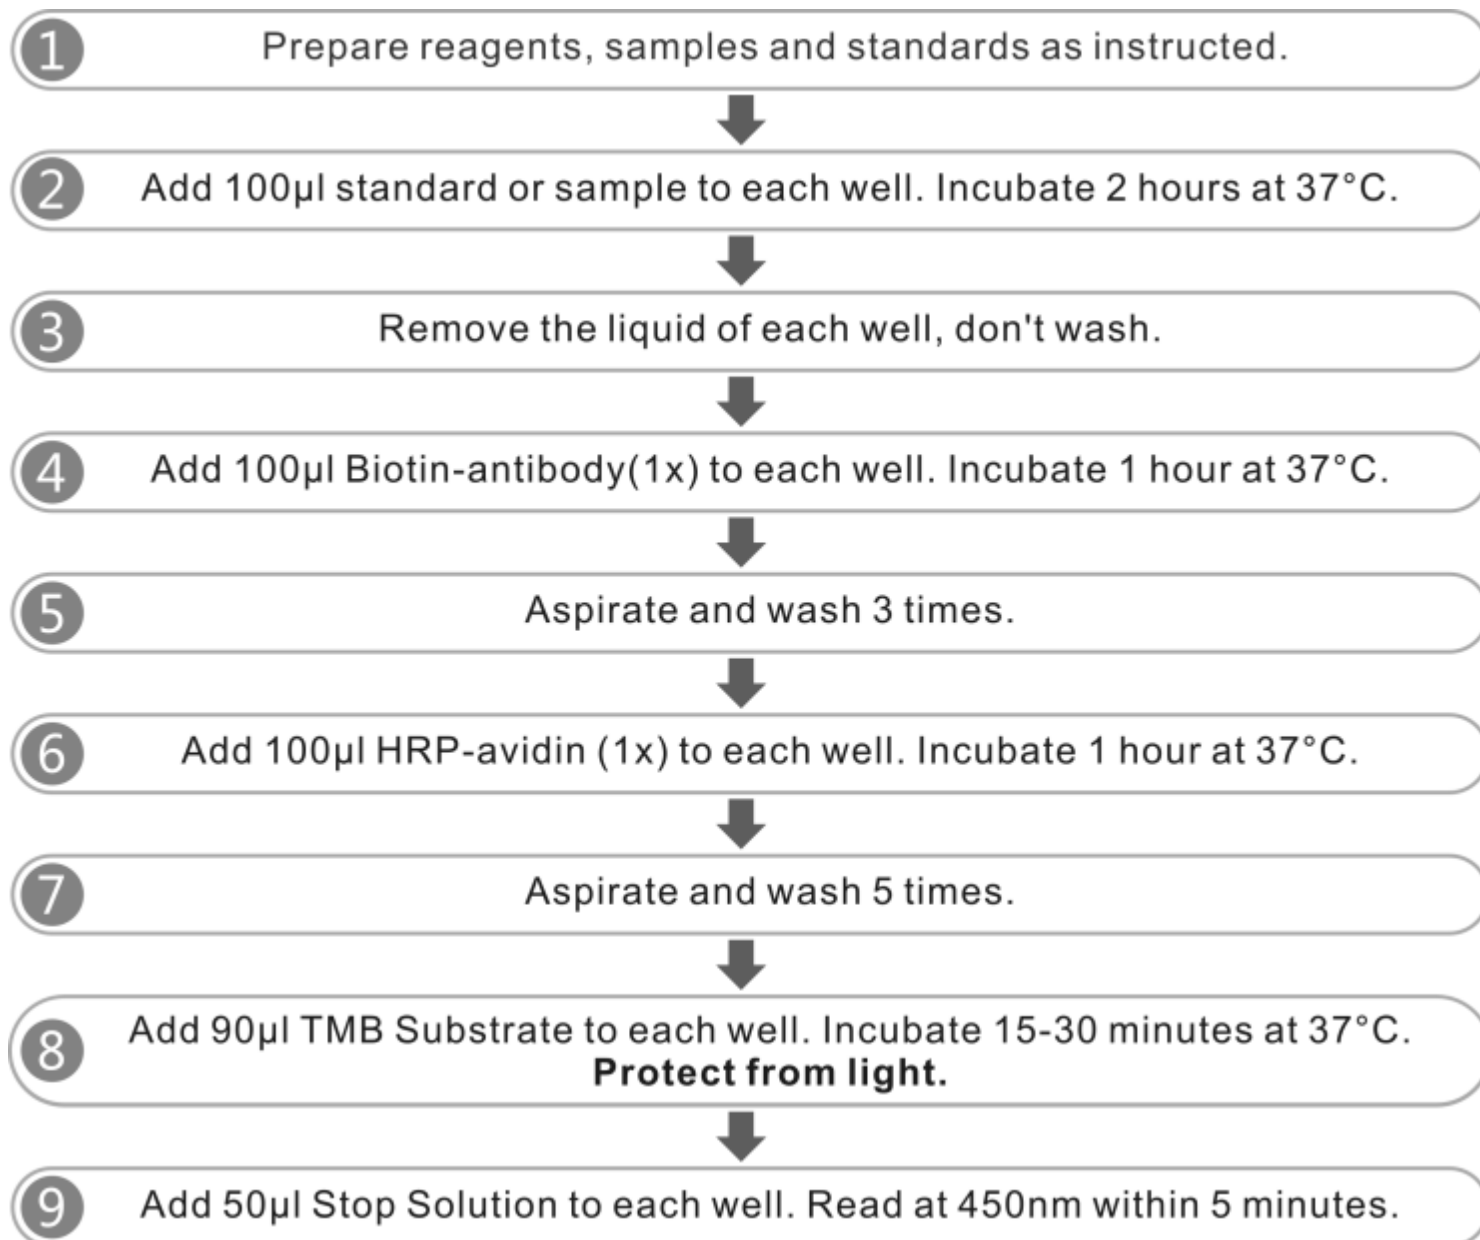 1 Prepare reagents, samples and standards as instructed.
2 Add 100μl standard or sample to each well. Incubate 2 hours at 37°C.
3 Remove the liquid of each well, don't wash.
4 Add 100μl Biotin-antibody(1x) to each well. Incubate 1 hour at 37°C.
5 Aspirate and wash 3 times.
6 Add 100μl HRP-avidin (1x) to each well. Incubate 1 hour at 37°C.
7 Aspirate and wash 5 times.
8 Add 90μl TMB Substrate to each well. Incubate 15-30 minutes at 37°C.
Protect from light.
9 Add 50μl Stop Solution to each well. Read at 450nm within 5 minutes.